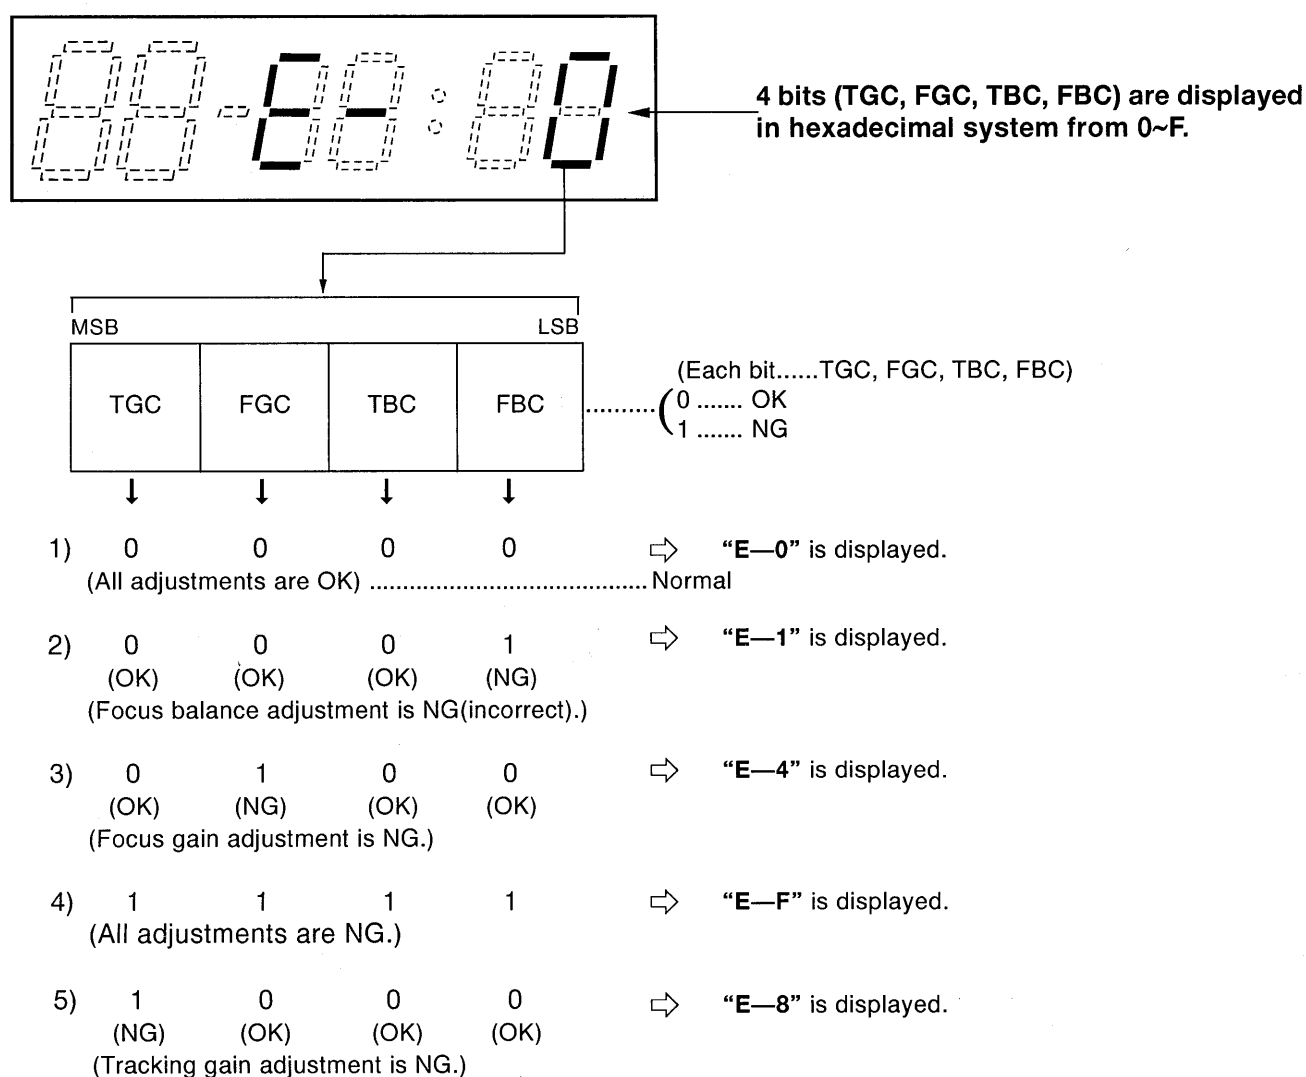 E- 0
4 bits (TGC, FGC, TBC, FBC) are displayed
in hexadecimal system from 0~F.
MSB LSB
TGC FGC TBC FBC
(Each bit......TGC, FGC, TBC, FBC)
0 ....... OK
1 ....... NG
1) 0 0 0 0 ⇨ “E—0” is displayed.
(All adjustments are OK) ............................................... Normal
2) 0 0 0 1 ⇨ “E—1” is displayed.
(OK) (OK) (OK) (NG)
(Focus balance adjustment is NG(incorrect).)
3) 0 1 0 0 ⇨ “E—4” is displayed.
(OK) (NG) (OK) (OK)
(Focus gain adjustment is NG.)
4) 1 1 1 1 ⇨ “E—F” is displayed.
(All adjustments are NG.)
5) 1 0 0 0 ⇨ “E—8” is displayed.
(NG) (OK) (OK) (OK)
(Tracking gain adjustment is NG.)